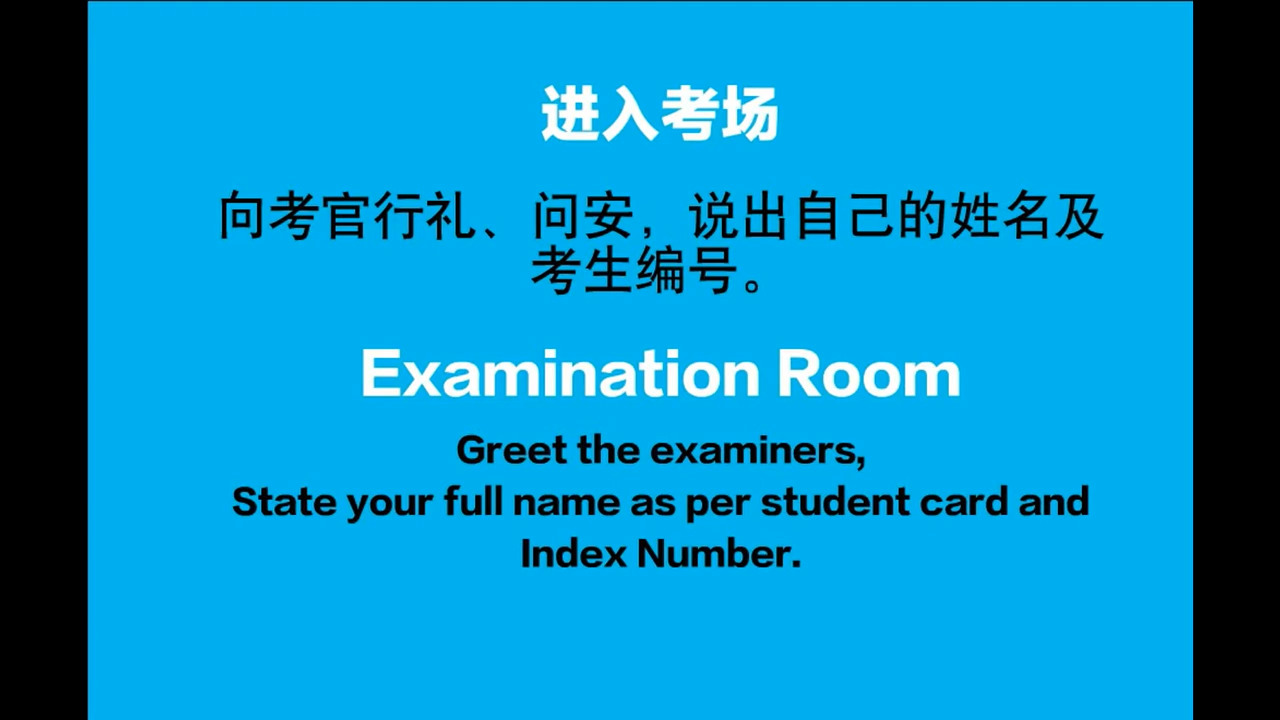 进入考场
向考官行礼、问安，说出自己的姓名及
考生编号。
Examination Room
Greet the examiners,
State your full name as per student card and
Index Number.